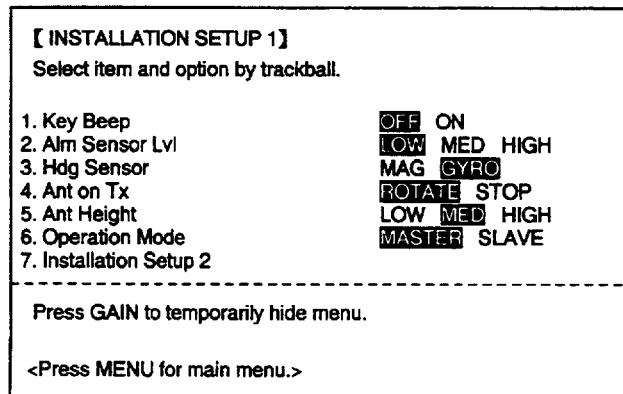 【 INSTALLATION SETUP 1】
Select item and option by trackball.
1. Key Beep OFF ON
2. Alm Sensor Lvl LOW MED HIGH
3. Hdg Sensor MAG GYRO
4. Ant on Tx ROTATE STOP
5. Ant Height LOW MED HIGH
6. Operation Mode MASTER SLAVE
7. Installation Setup 2
Press GAIN to temporarily hide menu.
<Press MENU for main menu.>